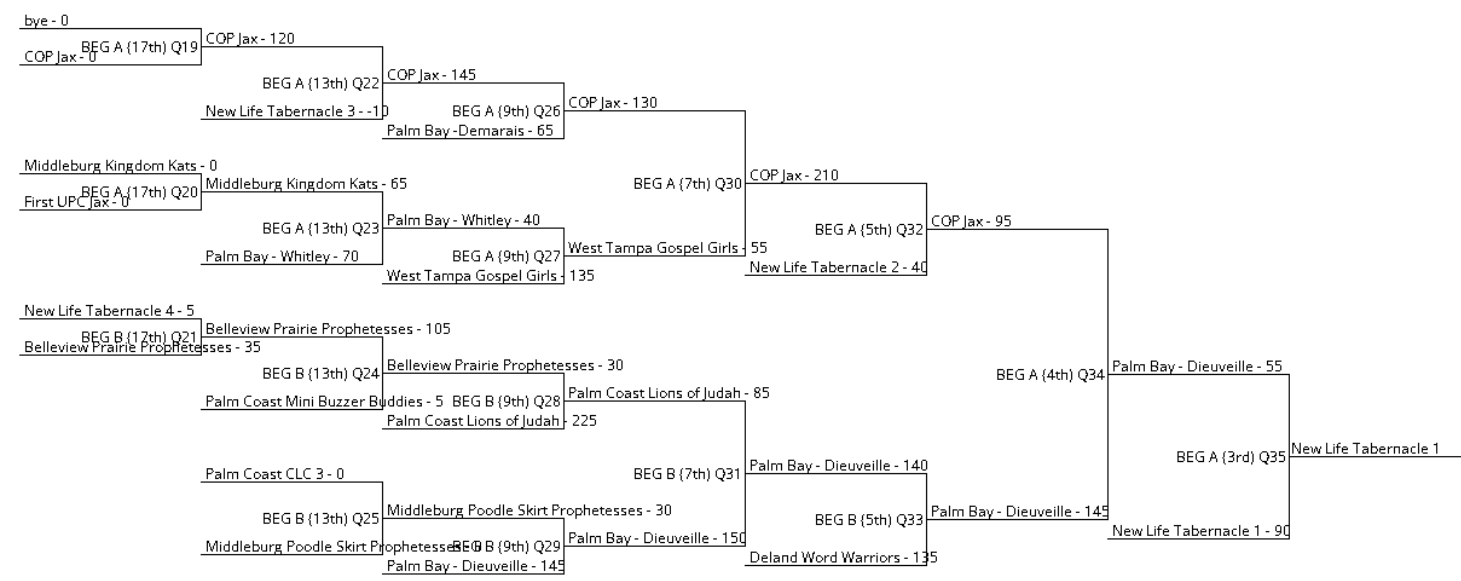 bye - 0
BEG A (17th) Q19
COP Jax - 0
COP Jax - 120
BEG A (13th) Q22
New Life Tabernacle 3 - -10
COP Jax - 145
BEG A (9th) Q26
Palm Bay -Demarais - 65
COP Jax - 130
Middleburg Kingdom Kats - 0
BEG A (17th) Q20
First UPC Jax - 0
Middleburg Kingdom Kats - 65
BEG A (13th) Q23
Palm Bay - Whitley - 70
Palm Bay - Whitley - 40
BEG A (9th) Q27
West Tampa Gospel Girls - 135
West Tampa Gospel Girls - 55
BEG A (7th) Q30
COP Jax - 210
BEG A (5th) Q32
New Life Tabernacle 2 - 40
COP Jax - 95
New Life Tabernacle 4 - 5
BEG B (17th) Q21
Belleview Prairie Prophetesses - 35
Belleview Prairie Prophetesses - 105
BEG B (13th) Q24
Palm Coast Mini Buzzer Buddies - 5
Belleview Prairie Prophetesses - 30
BEG B (9th) Q28
Palm Coast Lions of Judah - 225
Palm Coast Lions of Judah - 85
Palm Coast CLC 3 - 0
BEG B (13th) Q25
Middleburg Poodle Skirt Prophetesses
Middleburg Poodle Skirt Prophetesses - 30
BEG B (9th) Q29
Palm Bay - Dieuveille - 145
Palm Bay - Dieuveille - 150
BEG B (7th) Q31
Palm Bay - Dieuveille - 140
BEG B (5th) Q33
Deland Word Warriors - 135
Palm Bay - Dieuveille - 145
BEG A (4th) Q34
Palm Bay - Dieuveille - 55
BEG A (3rd) Q35
New Life Tabernacle 1 - 90
New Life Tabernacle 1